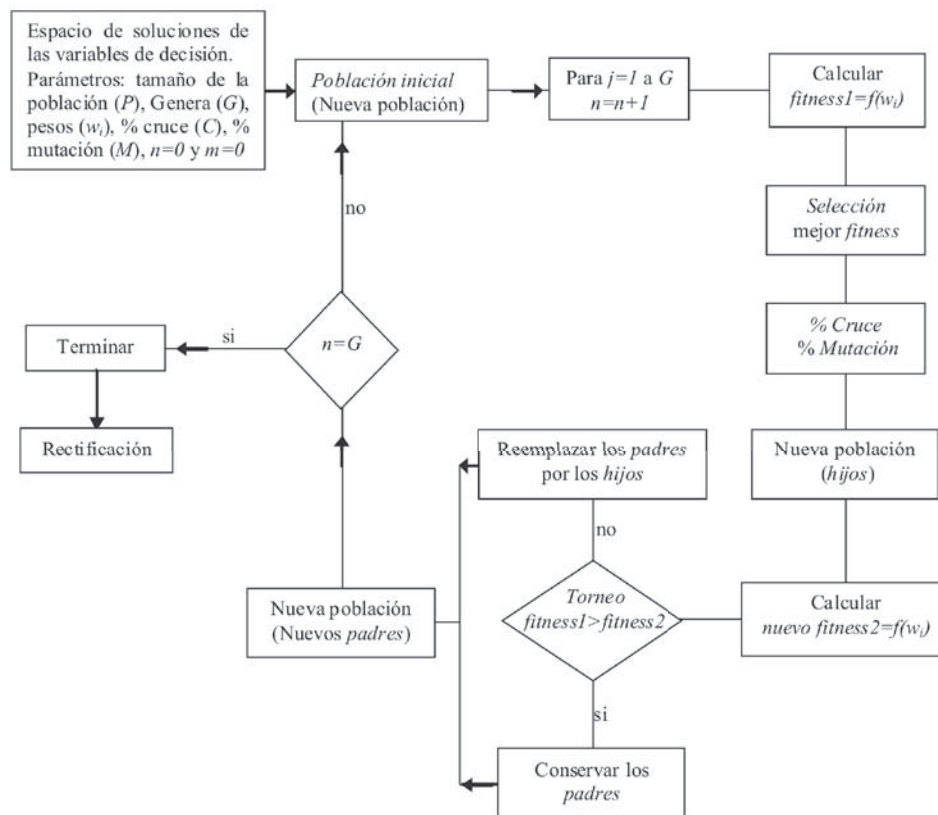 Espacio de soluciones de
las variables de decisión.
Parámetros: tamaño de la
población (P), Genera (G),
pesos (wᵢ), % cruce (C), %
mutación (M), n=0 y m=0
Población inicial
(Nueva población)
Para j=1 a G
n=n+1
Calcular
fitness1=f(wᵢ)
Selección
mejor fitness
% Cruce
% Mutación
Nueva población
(hijos)
Calcular
nuevo fitness2=f(wᵢ)
Torneo
fitness1>fitness2
no
Reemplazar los padres
por los hijos
si
Conservar los
padres
Nueva población
(Nuevos padres)
n=G
no
si
Terminar
Rectificación